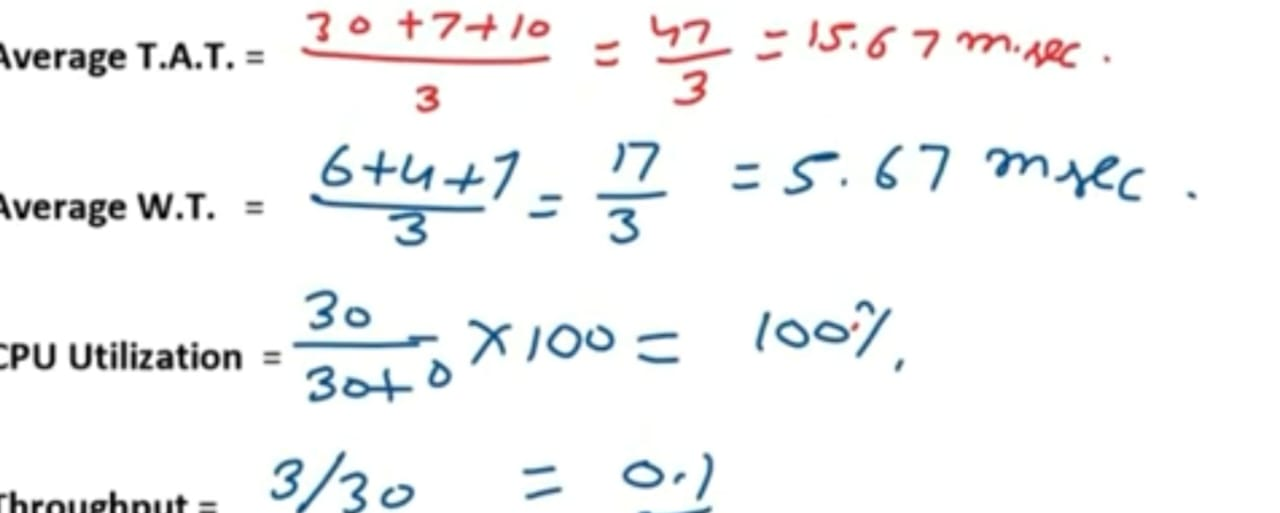 Average T.A.T. = 30+7+10/3 = 47/3 = 15.67 m.sec.
Average W.T. = 6+4+7/3 = 17/3 = 5.67 msec.
CPU Utilization = 30/30+0 × 100 = 100%.
Throughput = 3/30 = 0.1